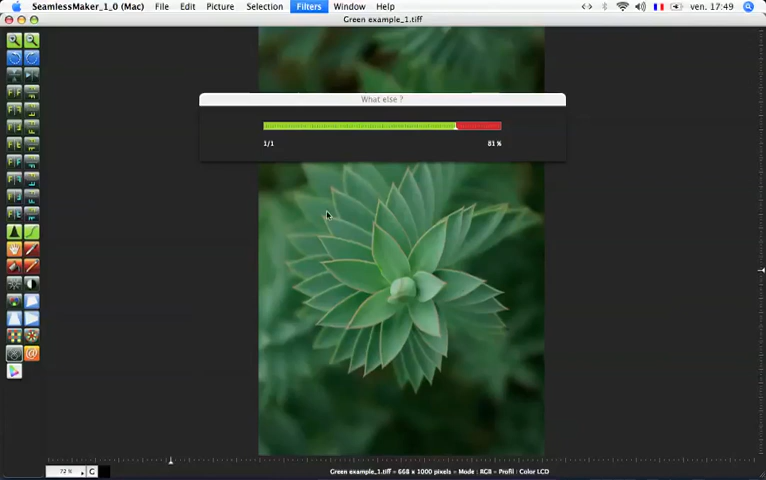 SeamlessMaker_1_0 (Mac) File Edit Picture Selection Filters Window Help ven. 17:49
Green example_1.tiff
What else ?
1/1 81 %
72 % C Green example_1.tiff = 668 x 1000 pixels - Mode : RGB - Profil : Color LCD